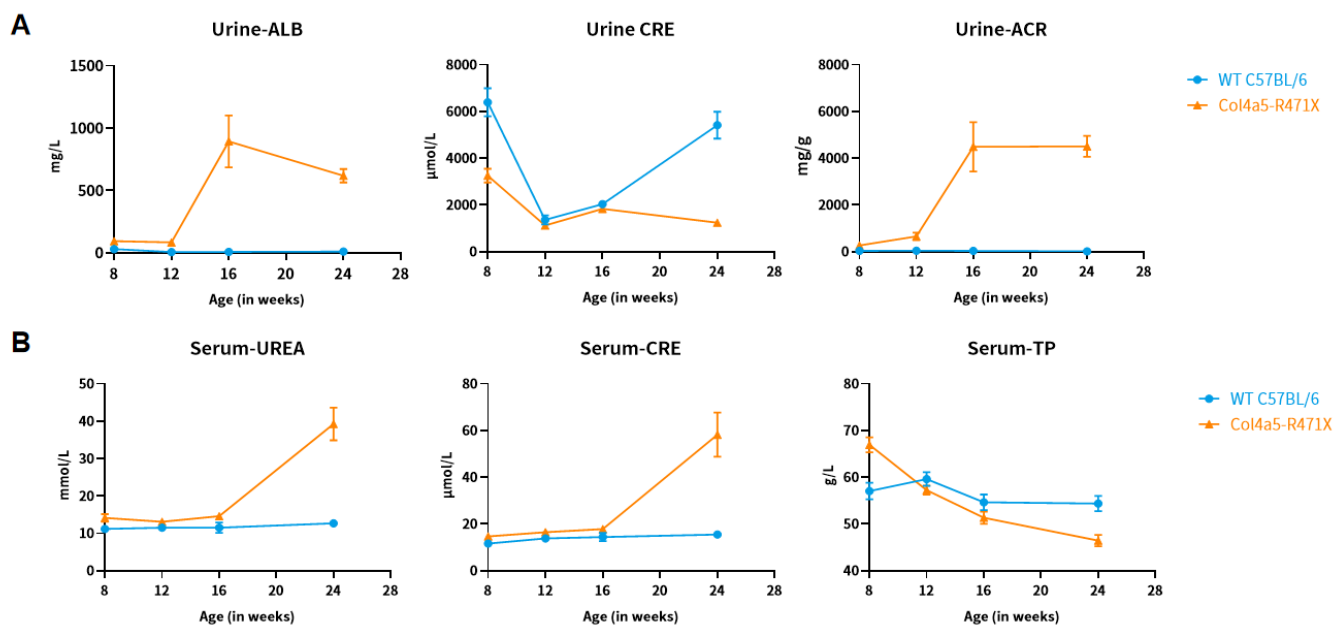 A
Urine-ALB
1500
1000
500
0
mg/L
8 12 16 20 24 28
Age (in weeks)
Urine CRE
8000
6000
4000
2000
0
µmol/L
8 12 16 20 24 28
Age (in weeks)
Urine-ACR
8000
6000
4000
2000
0
mg/g
8 12 16 20 24 28
Age (in weeks)
WT C57BL/6
Col4a5-R471X
B
Serum-UREA
50
40
30
20
10
0
mmol/L
8 12 16 20 24 28
Age (in weeks)
Serum-CRE
80
60
40
20
0
µmol/L
8 12 16 20 24 28
Age (in weeks)
Serum-TP
80
70
60
50
40
g/L
8 12 16 20 24 28
Age (in weeks)
WT C57BL/6
Col4a5-R471X